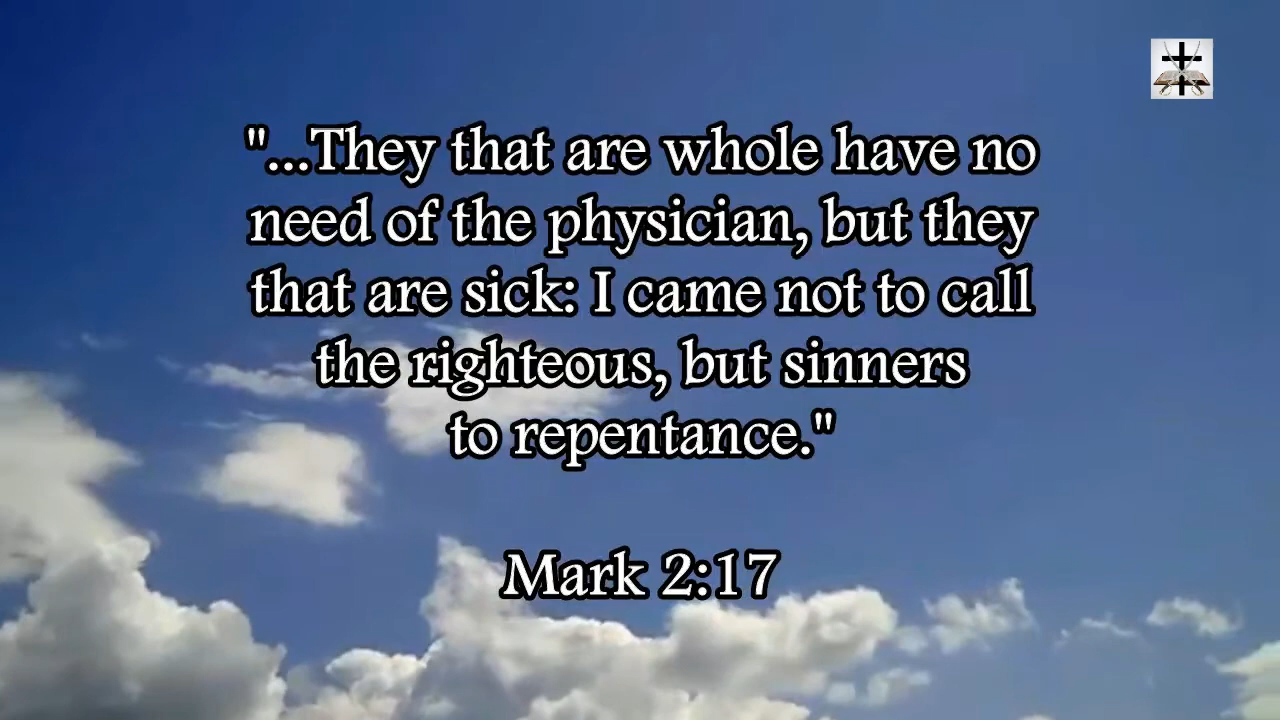 "...They that are whole have no
need of the physician, but they
that are sick: I came not to call
the righteous, but sinners
to repentance."
Mark 2:17